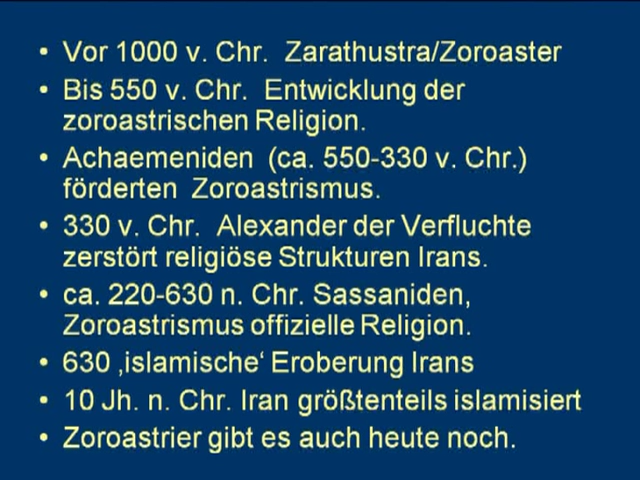 • Vor 1000 v. Chr.  Zarathustra/Zoroaster
• Bis 550 v. Chr.  Entwicklung der
zoroastrischen Religion.
• Achaemeniden  (ca. 550-330 v. Chr.)
förderten  Zoroastrismus.
• 330 v. Chr.  Alexander der Verfluchte
zerstört religiöse Strukturen Irans.
• ca. 220-630 n. Chr. Sassaniden,
Zoroastrismus offizielle Religion.
• 630 ‚islamische‘ Eroberung Irans
• 10 Jh. n. Chr. Iran größtenteils islamisiert
• Zoroastrier gibt es auch heute noch.